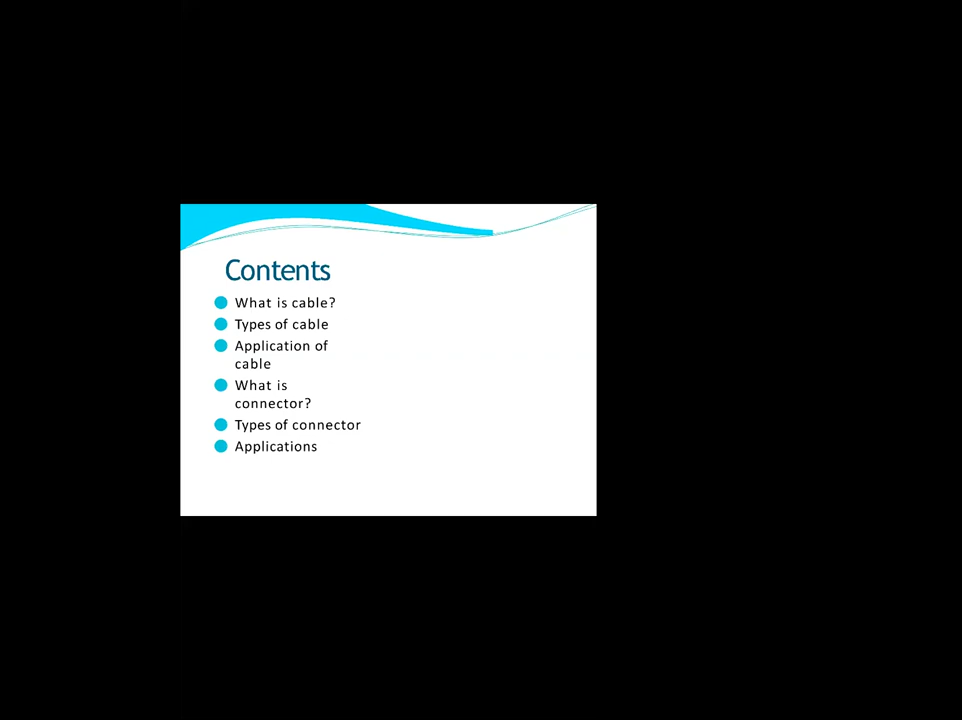 Contents
What is cable?
Types of cable
Application of
cable
What is
connector?
Types of connector
Applications